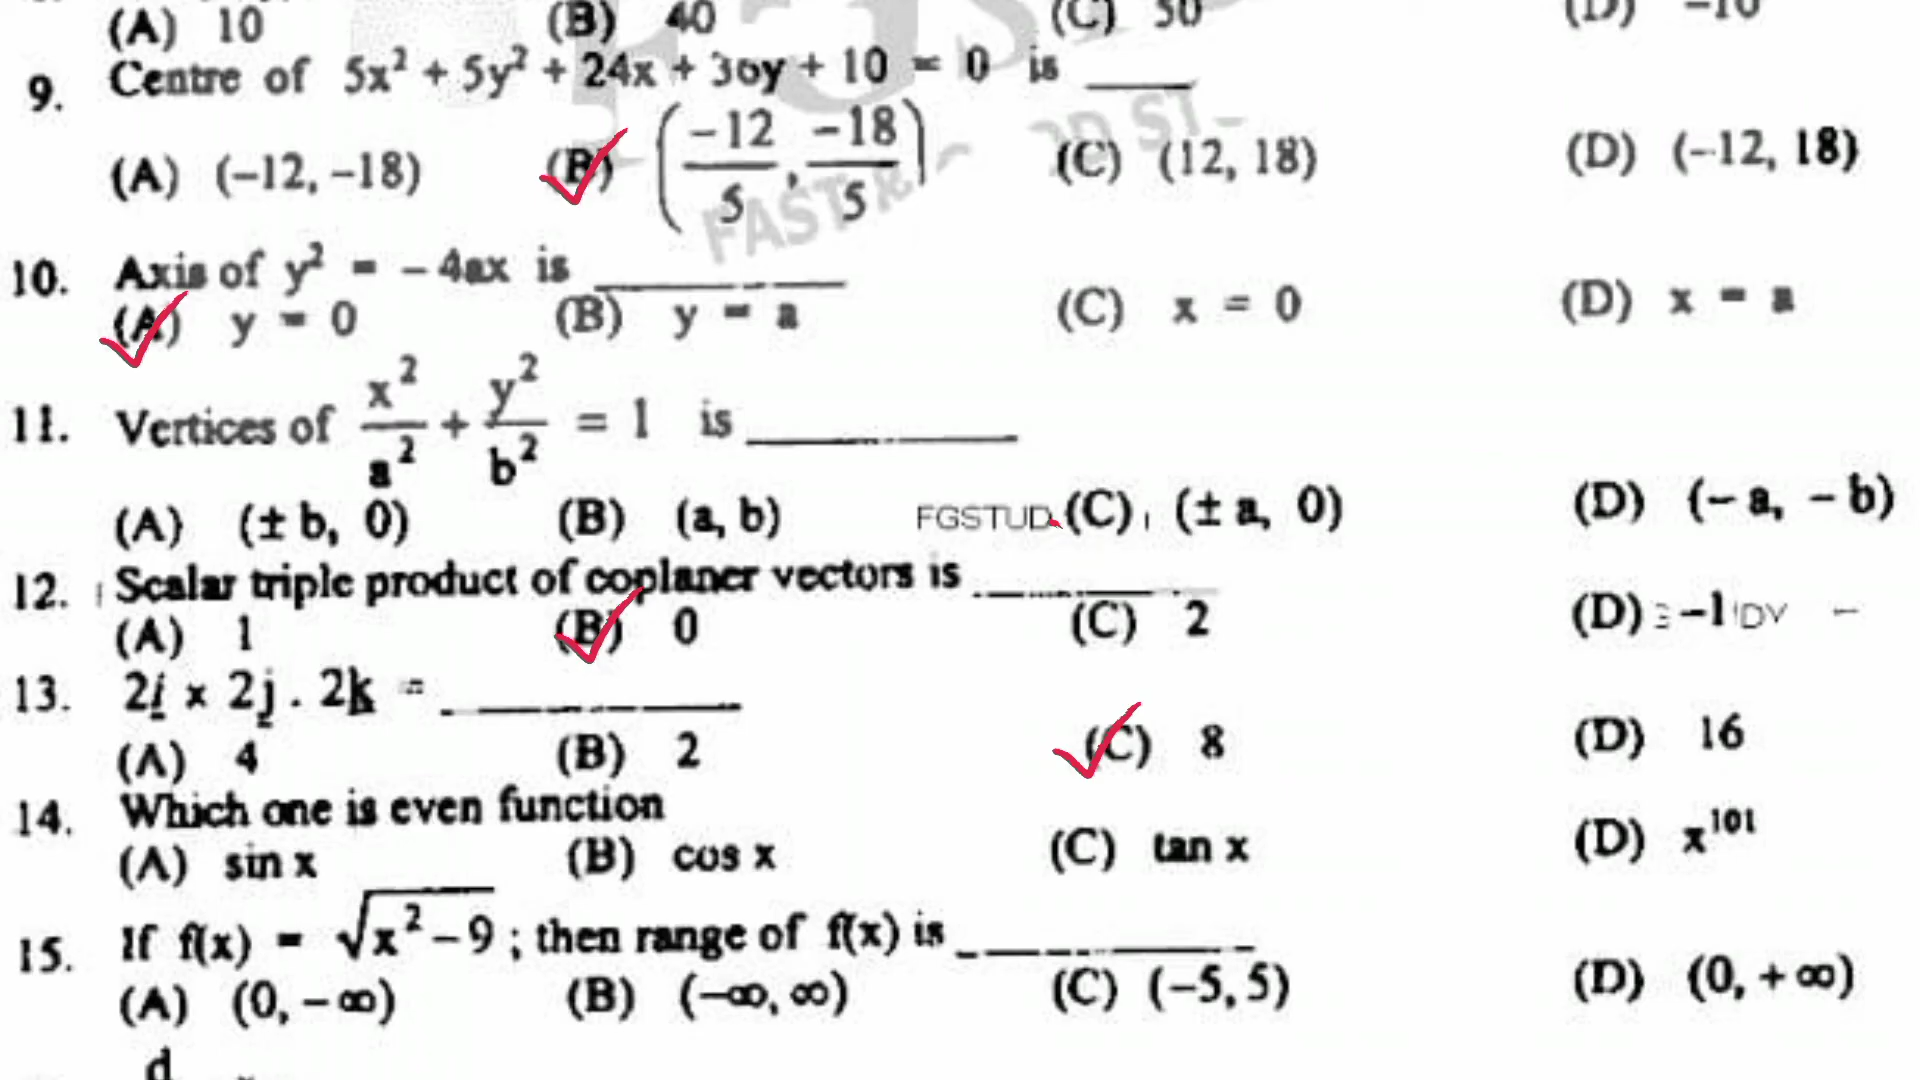 (A) 10 (B) 40 (C) 50 (D) –10
9. Centre of 5x² + 5y² + 24x + 36y + 10 = 0 is ____
(A) (–12, –18) (B) (–12/5, –18/5) (C) (12, 18) (D) (–12, 18)
10. Axis of y² = – 4ax is ____
(A) y = 0 (B) y = a (C) x = 0 (D) x = a
11. Vertices of x²/a² + y²/b² = 1 is ____
(A) (± b, 0) (B) (a, b) FGSTUD (C) (± a, 0) (D) (– a, – b)
12. Scalar triple product of coplaner vectors is ____
(A) 1 (B) 0 (C) 2 (D) –1
13. 2i × 2j . 2k = ____
(A) 4 (B) 2 (C) 8 (D) 16
14. Which one is even function
(A) sin x (B) cos x (C) tan x (D) x¹⁰¹
15. If f(x) = √x² – 9 ; then range of f(x) is ____
(A) (0, – ∞) (B) (–∞, ∞) (C) (–5, 5) (D) (0, + ∞)
d